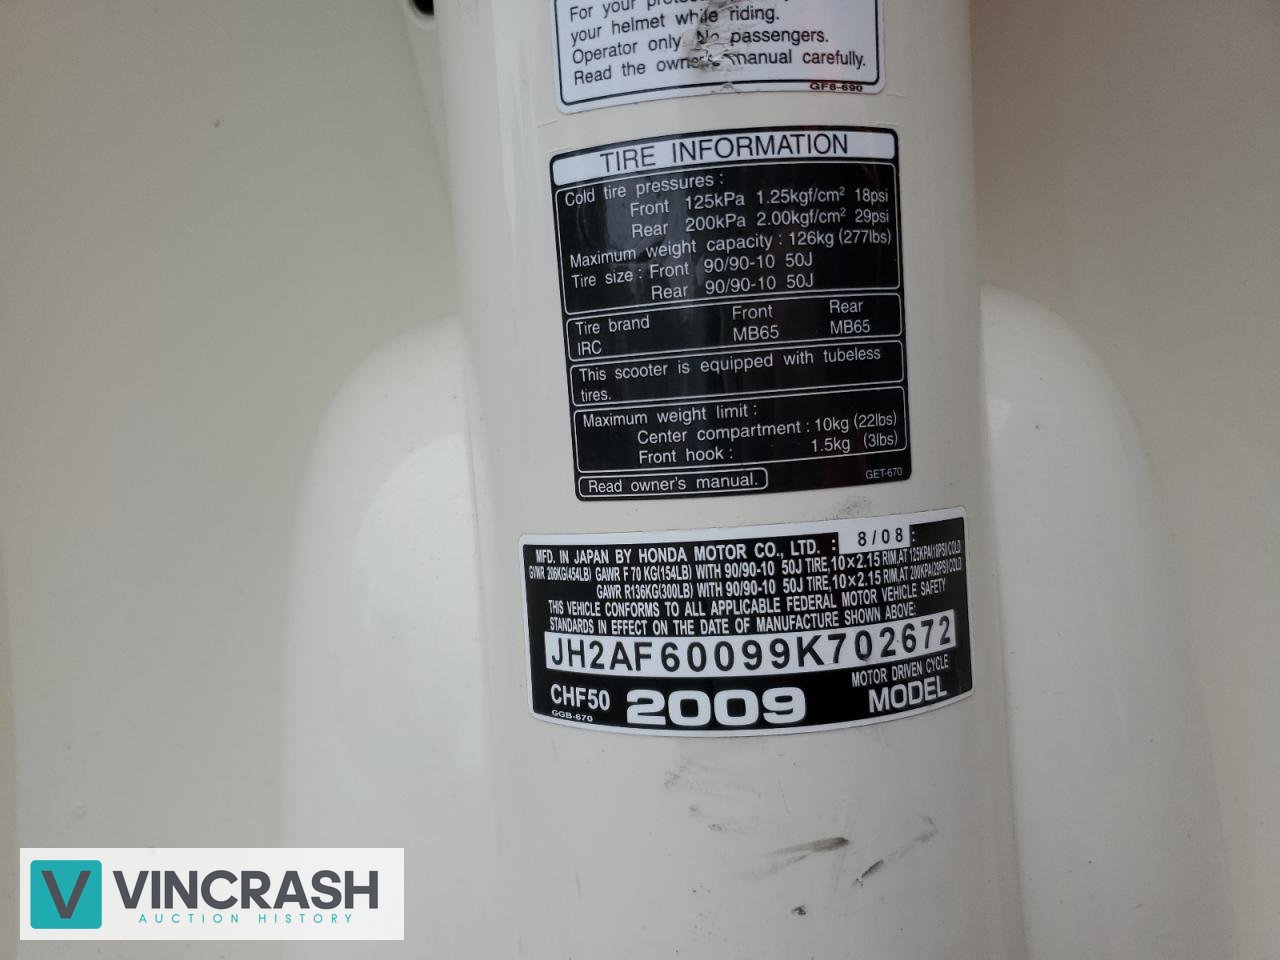 For your
your helmet while riding.
Operator only. No passengers.
Read the owner's manual carefully.
GF8-690
TIRE INFORMATION
Cold tire pressures :
Front 125kPa 1.25kgf/cm² 18psi
Rear 200kPa 2.00kgf/cm² 29psi
Maximum weight capacity : 126kg (277lbs)
Tire size : Front 90/90-10 50J
Rear 90/90-10 50J
Tire brand Front Rear
IRC MB65 MB65
This scooter is equipped with tubeless
tires.
Maximum weight limit :
Center compartment : 10kg (22lbs)
Front hook : 1.5kg (3lbs)
Read owner's manual.
GET-670
MFD. IN JAPAN BY HONDA MOTOR CO., LTD. : 8/08 :
GVWR 206KG(454LB) GAWR F 70 KG(154LB) WITH 90/90-10 50J TIRE, 10×2.15 RIM, AT 125KPA(18PSI)COLD
GAWR R136KG(300LB) WITH 90/90-10 50J TIRE, 10×2.15 RIM, AT 200KPA(29PSI)COLD
THIS VEHICLE CONFORMS TO ALL APPLICABLE FEDERAL MOTOR VEHICLE SAFETY
STANDARDS IN EFFECT ON THE DATE OF MANUFACTURE SHOWN ABOVE:
JH2AF60099K702672
CHF50 2009 MOTOR DRIVEN CYCLE
MODEL
GGB-670
V VINCRASH
AUCTION HISTORY